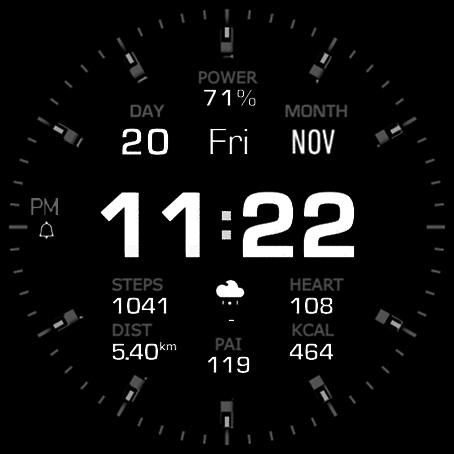 POWER
71%
DAY
MONTH
20
Fri
NOV
PM
11:22
STEPS
HEART
1041
108
-
DIST
KCAL
5.40km
PAI
464
119